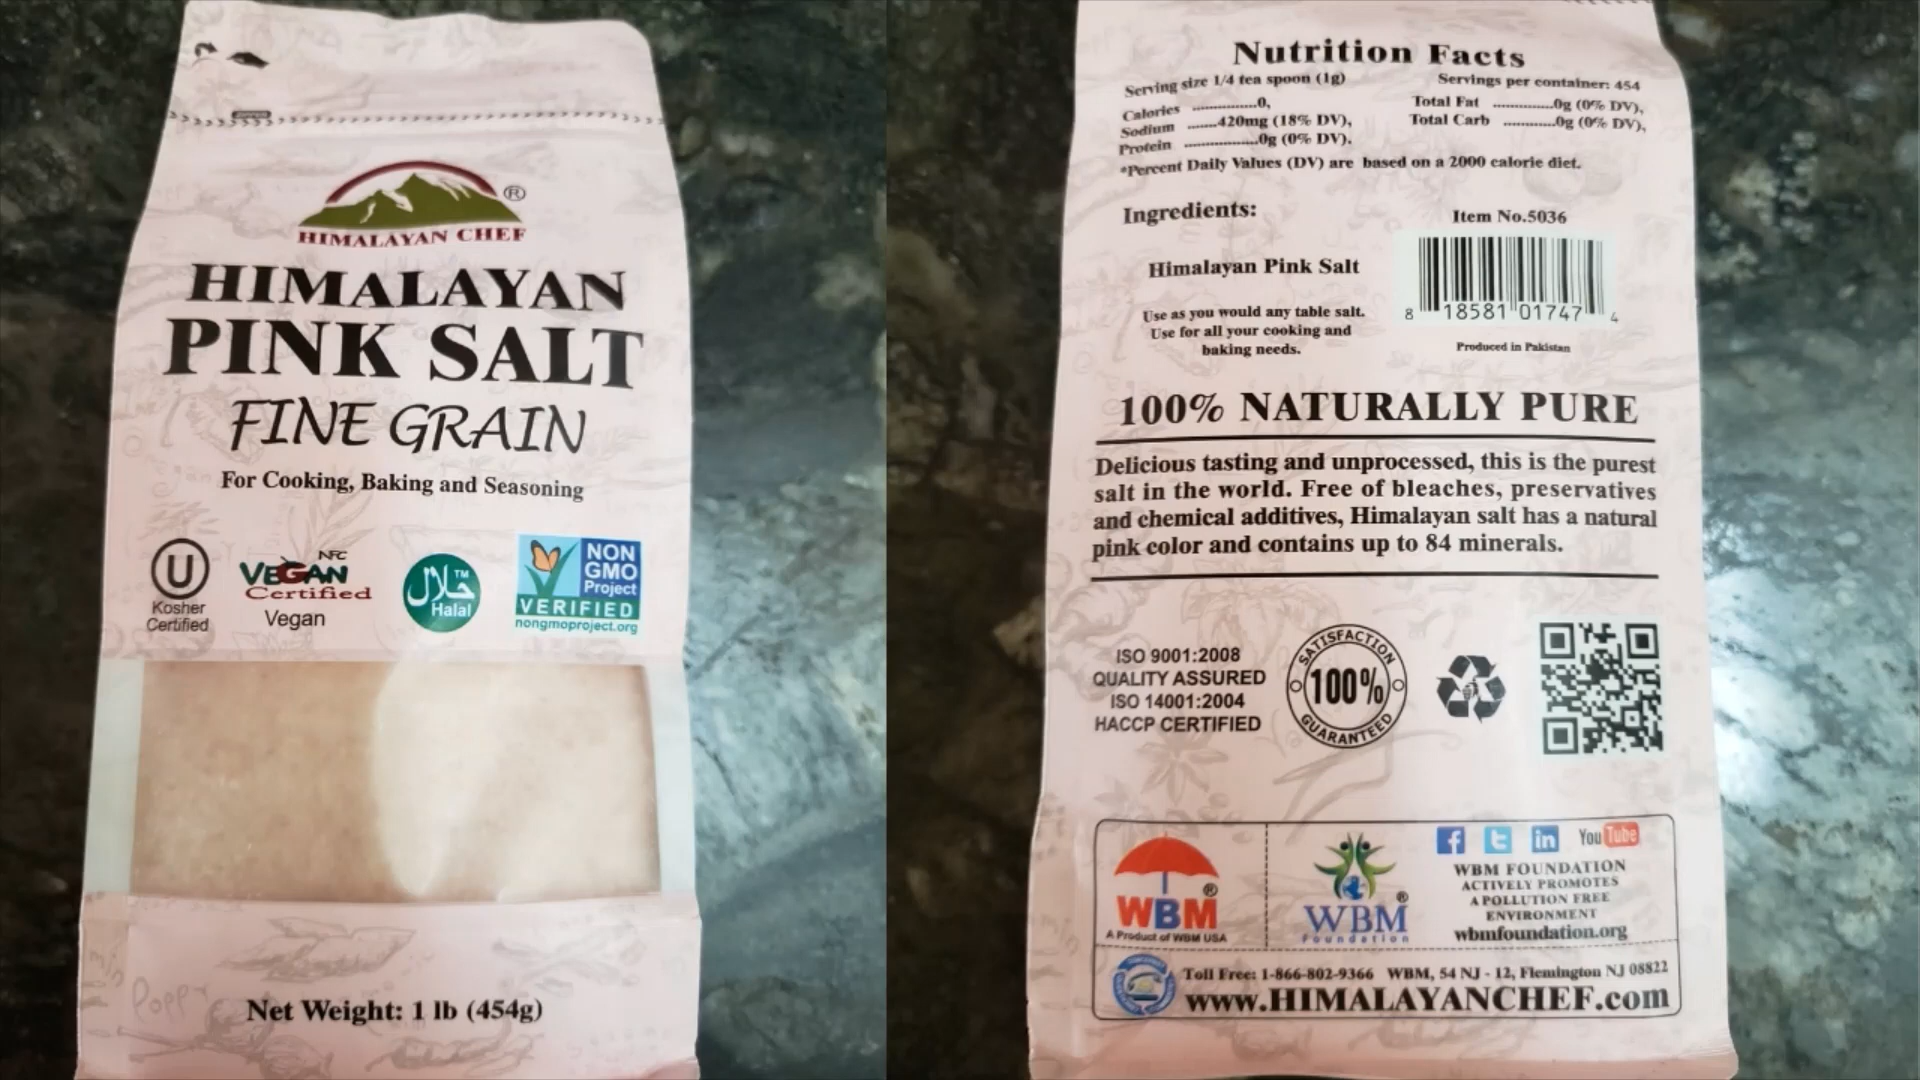 ®
HIMALAYAN CHEF
HIMALAYAN
PINK SALT
FINE GRAIN
For Cooking, Baking and Seasoning
U
Kosher
Certified
NFC
VEGAN
Certified
Vegan
حلال
TM
Halal
NON
GMO
Project
VERIFIED
nongmoproject.org
Net Weight: 1 lb (454g)
Nutrition Facts
Serving size 1/4 tea spoon (1g) Servings per container: 454
Calories ...............0, Total Fat ..............0g (0% DV),
Sodium .......420mg (18% DV), Total Carb ............0g (0% DV),
Protein .................0g (0% DV).
*Percent Daily Values (DV) are based on a 2000 calorie diet.
Ingredients:
Himalayan Pink Salt
Use as you would any table salt.
Use for all your cooking and
baking needs.
Item No.5036
8 18581 01747 4
Produced in Pakistan
100% NATURALLY PURE
Delicious tasting and unprocessed, this is the purest
salt in the world. Free of bleaches, preservatives
and chemical additives, Himalayan salt has a natural
pink color and contains up to 84 minerals.
ISO 9001:2008
QUALITY ASSURED
ISO 14001:2004
HACCP CERTIFIED
SATISFACTION
100%
GUARANTEED
WBM®
A Product of WBM USA
WBM®
Foundation
f t in You Tube
WBM FOUNDATION
ACTIVELY PROMOTES
A POLLUTION FREE
ENVIRONMENT
wbmfoundation.org
Toll Free: 1-866-802-9366 WBM, 54 NJ - 12, Flemington NJ 08822
www.HIMALAYANCHEF.com